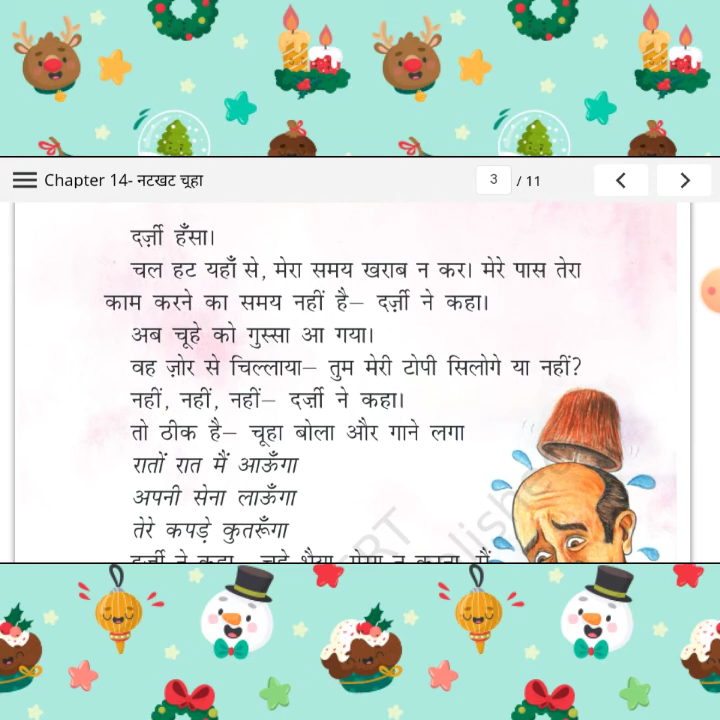 Chapter 14- नटखट चूहा
3 / 11
दर्ज़ी हँसा।
चल हट यहाँ से, मेरा समय खराब न कर। मेरे पास तेरा
काम करने का समय नहीं है– दर्ज़ी ने कहा।
अब चूहे को गुस्सा आ गया।
वह ज़ोर से चिल्लाया– तुम मेरी टोपी सिलोगे या नहीं?
नहीं, नहीं, नहीं– दर्ज़ी ने कहा।
तो ठीक है– चूहा बोला और गाने लगा
रातों रात मैं आऊँगा
अपनी सेना लाऊँगा
तेरे कपड़े कुतरूँगा